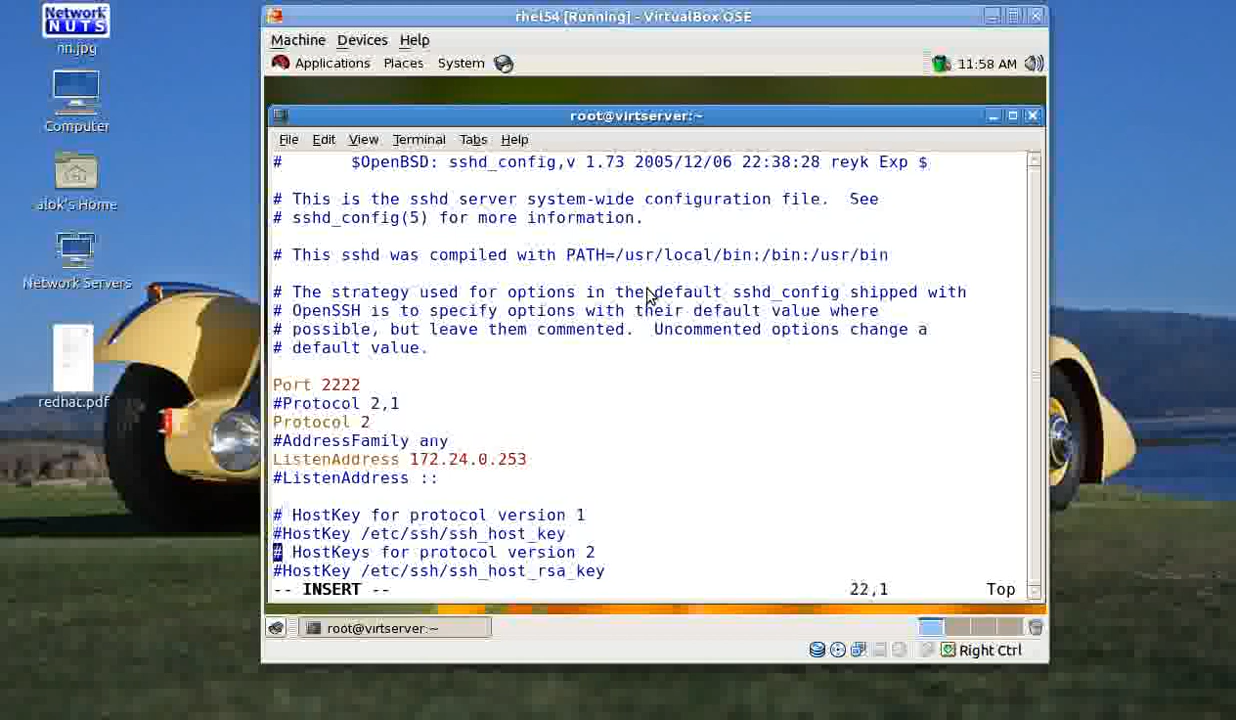 Network
NUTS
nn.jpg
Computer
alok's Home
Network Servers
redhat.pdf
rhel54 [Running] - VirtualBox OSE
Machine Devices Help
Applications Places System 11:58 AM
root@virtserver:~
File Edit View Terminal Tabs Help
# $OpenBSD: sshd_config,v 1.73 2005/12/06 22:38:28 reyk Exp $
# This is the sshd server system-wide configuration file. See
# sshd_config(5) for more information.
# This sshd was compiled with PATH=/usr/local/bin:/bin:/usr/bin
# The strategy used for options in the default sshd_config shipped with
# OpenSSH is to specify options with their default value where
# possible, but leave them commented. Uncommented options change a
# default value.
Port 2222
#Protocol 2,1
Protocol 2
#AddressFamily any
ListenAddress 172.24.0.253
#ListenAddress ::
# HostKey for protocol version 1
#HostKey /etc/ssh/ssh_host_key
# HostKeys for protocol version 2
#HostKey /etc/ssh/ssh_host_rsa_key
-- INSERT -- 22,1 Top
root@virtserver:~
Right Ctrl